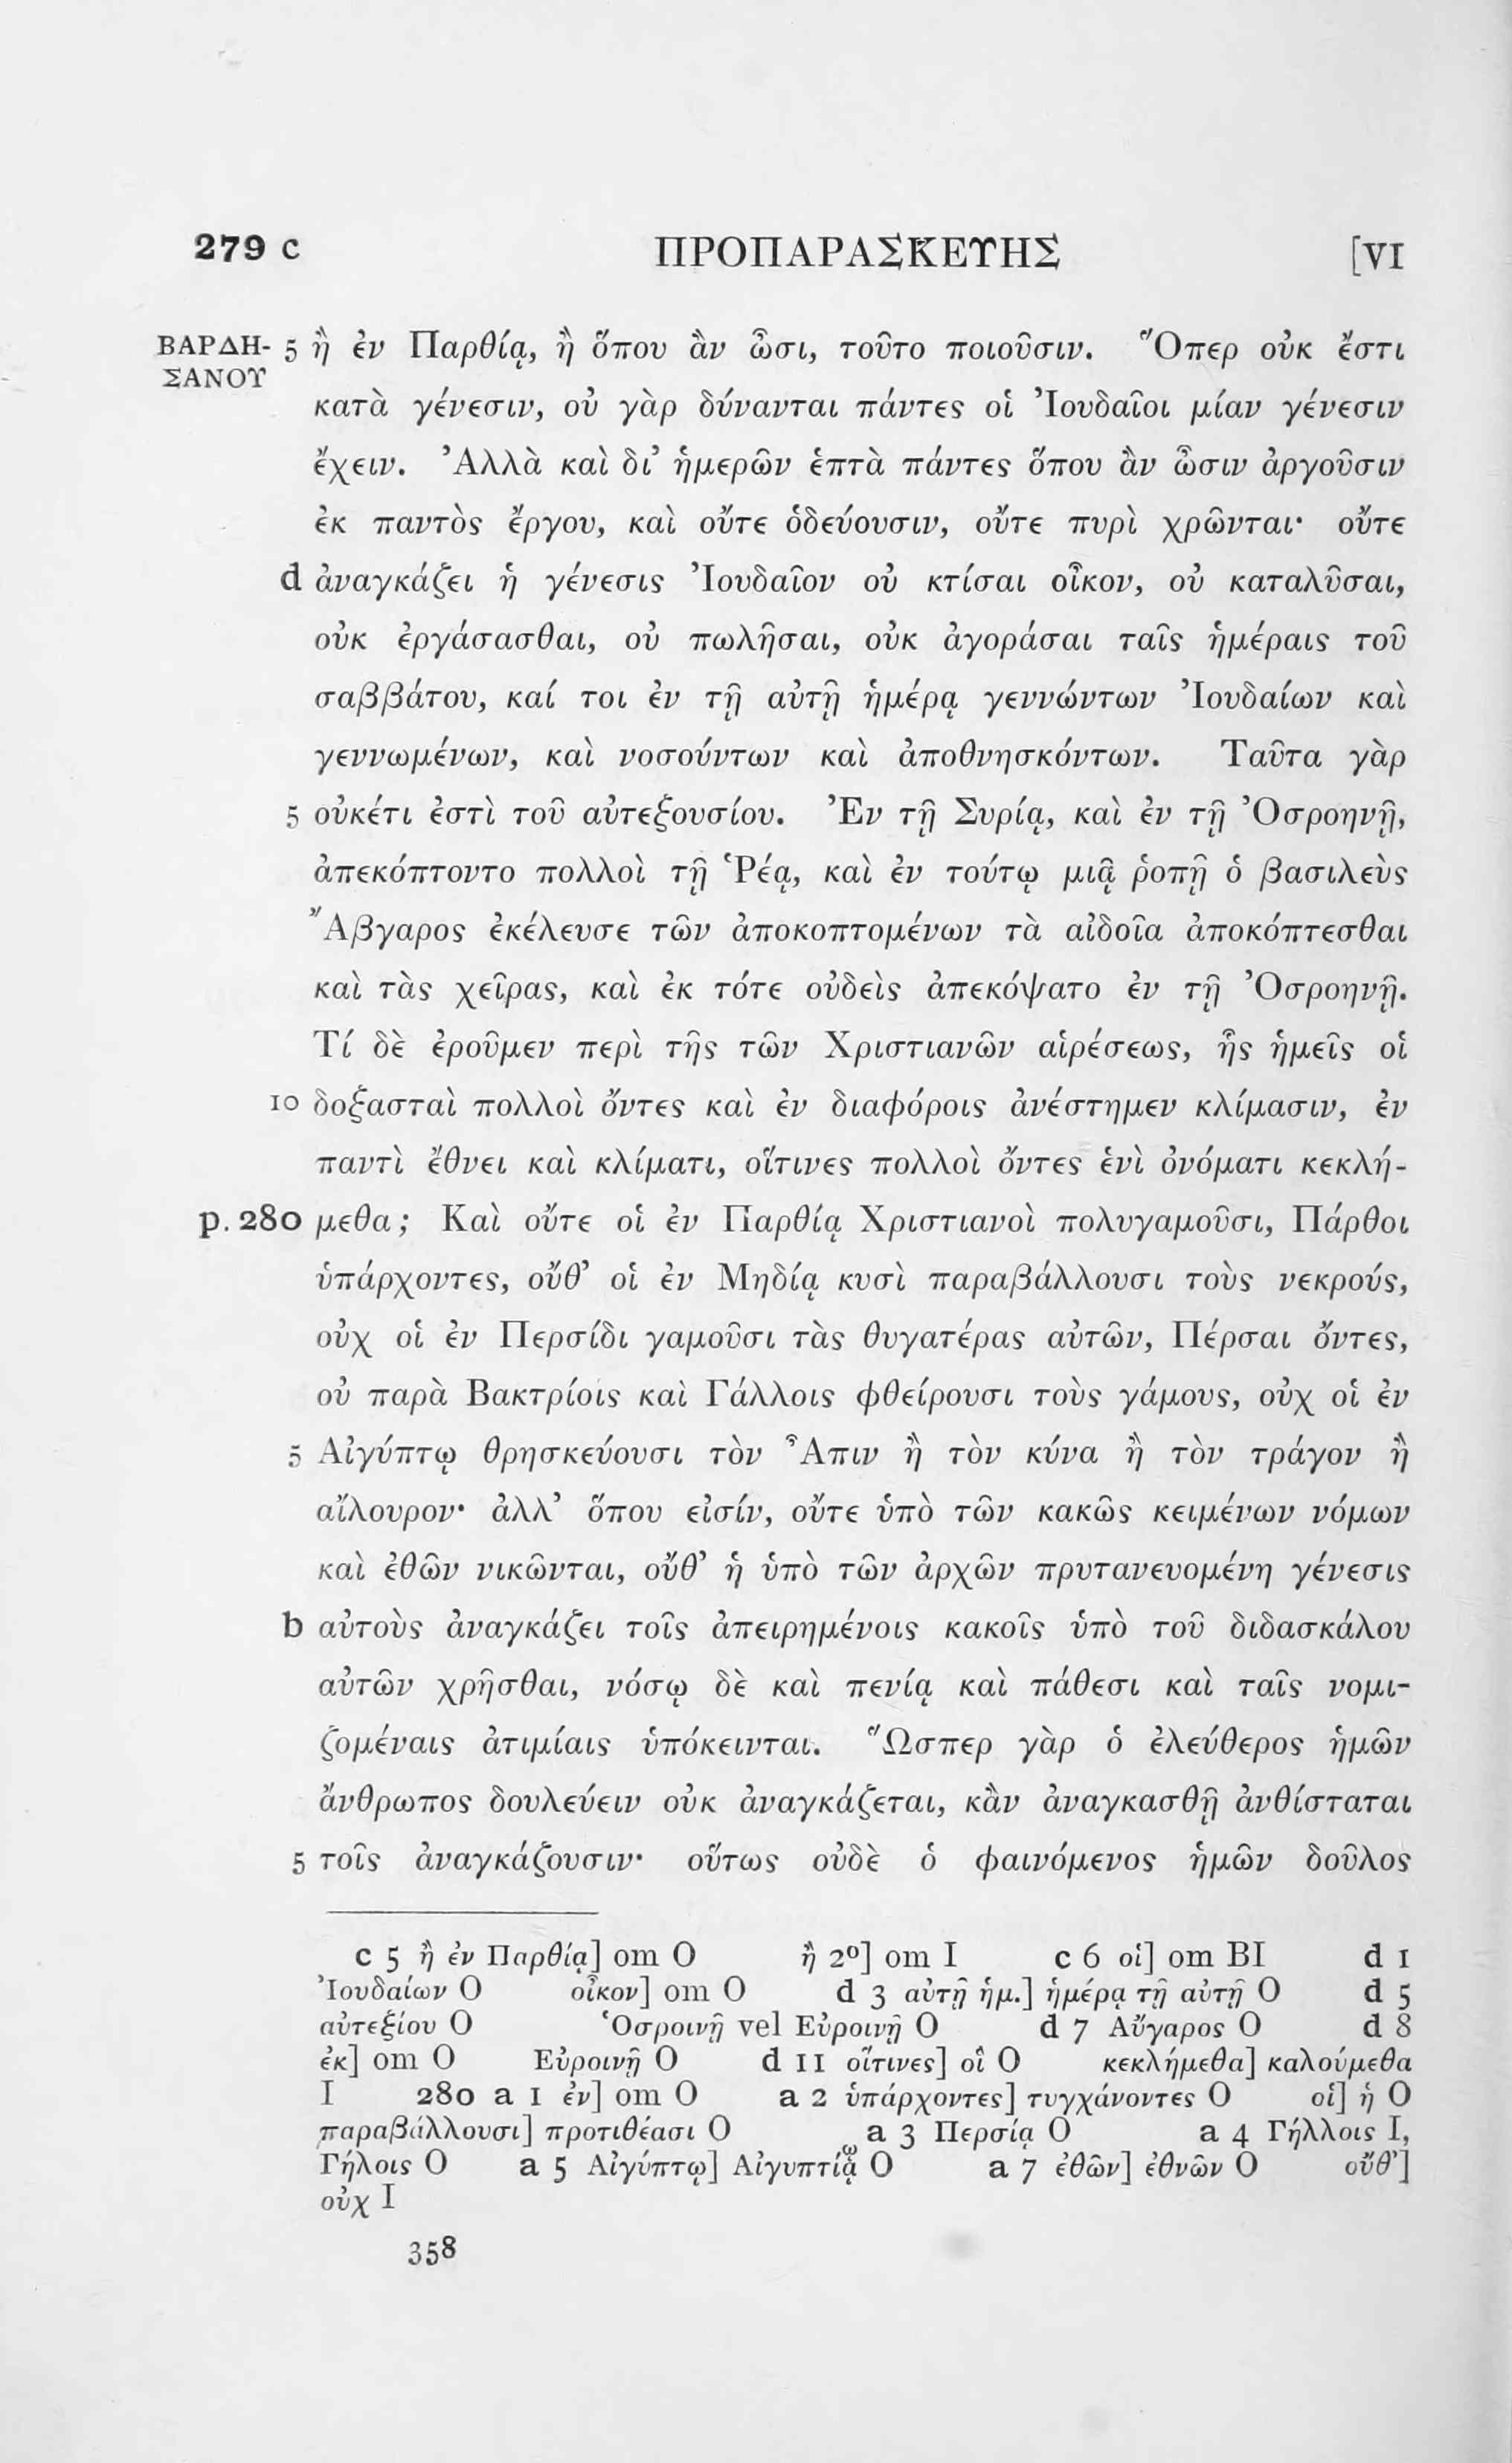 279 c ΠΡΟΠΑΡΑΣΚΕΥΗΣ [VI
ΒΑΡΔΗ- 5 ἢ ἐν Παρθίᾳ, ἢ ὅπου ἂν ὦσι, τοῦτο ποιοῦσιν. Ὅπερ οὐκ ἔστι
ΣΑΝΟΥ
κατὰ γένεσιν, οὐ γὰρ δύνανται πάντες οἱ Ἰουδαῖοι μίαν γένεσιν
ἔχειν. Ἀλλὰ καὶ δι’ ἡμερῶν ἑπτὰ πάντες ὅπου ἂν ὦσιν ἀργοῦσιν
ἐκ παντὸς ἔργου, καὶ οὔτε ὁδεύουσιν, οὔτε πυρὶ χρῶνται· οὔτε
d ἀναγκάζει ἡ γένεσις Ἰουδαῖον οὐ κτίσαι οἶκον, οὐ καταλῦσαι,
οὐκ ἐργάσασθαι, οὐ πωλῆσαι, οὐκ ἀγοράσαι ταῖς ἡμέραις τοῦ
σαββάτου, καί τοι ἐν τῇ αὐτῇ ἡμέρᾳ γεννώντων Ἰουδαίων καὶ
γεννωμένων, καὶ νοσούντων καὶ ἀποθνησκόντων. Ταῦτα γὰρ
5 οὐκέτι ἐστὶ τοῦ αὐτεξουσίου. Ἐν τῇ Συρίᾳ, καὶ ἐν τῇ Ὀσροηνῇ,
ἀπεκόπτοντο πολλοὶ τῇ Ῥέᾳ, καὶ ἐν τούτῳ μιᾷ ῥοπῇ ὁ βασιλεὺς
Ἄβγαρος ἐκέλευσε τῶν ἀποκοπτομένων τὰ αἰδοῖα ἀποκόπτεσθαι
καὶ τὰς χεῖρας, καὶ ἐκ τότε οὐδεὶς ἀπεκόψατο ἐν τῇ Ὀσροηνῇ.
Τί δὲ ἐροῦμεν περὶ τῆς τῶν Χριστιανῶν αἱρέσεως, ἧς ἡμεῖς οἱ
10 δοξασταὶ πολλοὶ ὄντες καὶ ἐν διαφόροις ἀνέστημεν κλίμασιν, ἐν
παντὶ ἔθνει καὶ κλίματι, οἵτινες πολλοὶ ὄντες ἑνὶ ὀνόματι κεκλή-
p. 280 μεθα; Καὶ οὔτε οἱ ἐν Παρθίᾳ Χριστιανοὶ πολυγαμοῦσι, Πάρθοι
ὑπάρχοντες, οὔθ’ οἱ ἐν Μηδίᾳ κυσὶ παραβάλλουσι τοὺς νεκρούς,
οὐχ οἱ ἐν Περσίδι γαμοῦσι τὰς θυγατέρας αὐτῶν, Πέρσαι ὄντες,
οὐ παρὰ Βακτρίοις καὶ Γάλλοις φθείρουσι τοὺς γάμους, οὐχ οἱ ἐν
5 Αἰγύπτῳ θρησκεύουσι τὸν Ἆπιν ἢ τὸν κύνα ἢ τὸν τράγον ἢ
αἴλουρον· ἀλλ’ ὅπου εἰσίν, οὔτε ὑπὸ τῶν κακῶς κειμένων νόμων
καὶ ἐθῶν νικῶνται, οὔθ’ ἡ ὑπὸ τῶν ἀρχῶν πρυτανευομένη γένεσις
b αὐτοὺς ἀναγκάζει τοῖς ἀπειρημένοις κακοῖς ὑπὸ τοῦ διδασκάλου
αὐτῶν χρῆσθαι, νόσῳ δὲ καὶ πενίᾳ καὶ πάθεσι καὶ ταῖς νομι-
ζομέναις ἀτιμίαις ὑπόκεινται. Ὥσπερ γὰρ ὁ ἐλεύθερος ἡμῶν
ἄνθρωπος δουλεύειν οὐκ ἀναγκάζεται, κἂν ἀναγκασθῇ ἀνθίσταται
5 τοῖς ἀναγκάζουσιν· οὕτως οὐδὲ ὁ φαινόμενος ἡμῶν δοῦλος
c 5 ἢ ἐν Παρθίᾳ] om O ἢ 2º] om I c 6 οἱ] om BI d 1
Ἰουδαίων O οἶκον] om O d 3 αὐτῇ ἡμ.] ἡμέρᾳ τῇ αὐτῇ O d 5
αὐτεξίου O Ὁσροινῇ vel Εὐροινῇ O d 7 Αὔγαρος O d 8
ἐκ] om O Εὐροινῇ O d 11 οἵτινες] οἳ O κεκλήμεθα] καλούμεθα
I 280 a 1 ἐν] om O a 2 ὑπάρχοντες] τυγχάνοντες O οἱ] ἡ O
παραβάλλουσι] προτιθέασι O a 3 Περσίᾳ O a 4 Γήλλοις I,
Γήλοις O a 5 Αἰγύπτῳ] Αἰγυπτίᾳῳ O a 7 ἐθῶν] ἐθνῶν O οὔθ’]
οὐχ I
358